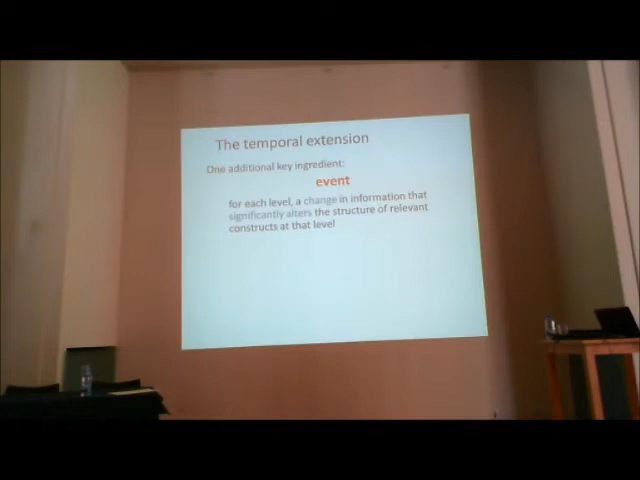 The temporal extension
One additional key ingredient:
event
for each level, a change in information that
significantly alters the structure of relevant
constructs at that level